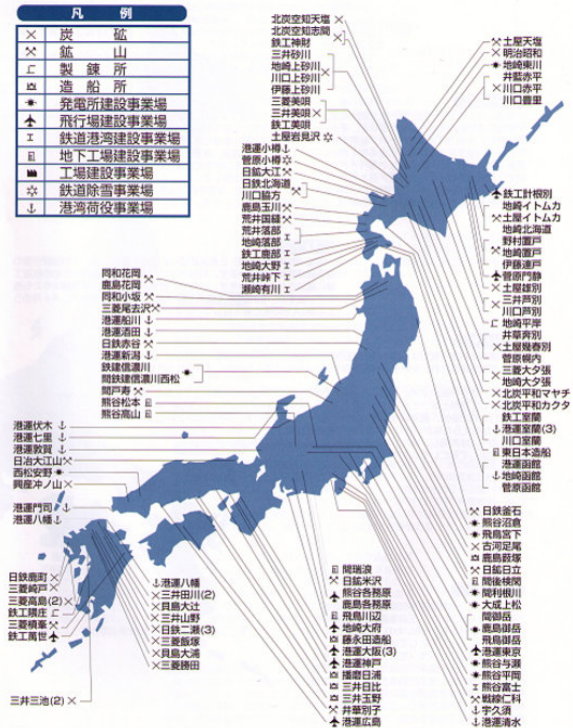 凡 例
炭 砿
鉱 山
製 錬 所
造 船 所
発電所建設事業場
飛行場建設事業場
鉄道港湾建設事業場
地下工場建設事業場
工場建設事業場
鉄道除雪事業場
港湾荷役事業場
北炭空知天塩
北炭空知志間
鉄工神財
三井砂川
地崎上砂川
川口上砂川
伊藤上砂川
三菱美唄
三井美唄
鉄工美唄
土屋岩見沢
港運小樽
菅原小樽
日鉱大江
日鉄北海道
川口脇方
鹿島玉川
荒井国縫
荒井落部
地崎落部
鉄工鹿部
地崎大野
荒井峠下
瀬崎有川
土屋天塩
明治昭和
地崎東川
井藍赤平
川口赤平
川口豊里
鉄工計根別
地崎イトムカ
土屋イトムカ
地崎北海道
野村置戸
地崎置戸
伊藤連戸
菅原門静
土屋雄別
三井芦別
川口芦別
地崎平岸
井草奔別
土屋幾春別
菅原幌内
三菱大夕張
地崎大夕張
北炭平和マヤチ
北炭平和カクタ
鉄工室蘭
港運室蘭(3)
川口室蘭
東日本造船
港運函館
地崎函館
菅原函館
同和花岡
鹿島花岡
同和小坂
三菱尾去沢
港運船川
港運酒田
日鉄赤谷
港運新潟
鉄建信濃川
間鉄建信濃川西松
間戸寿
熊谷松本
熊谷高山
港運伏木
港運七里
港運敦賀
日冶大江山
西松安野
興産沖ノ山
港運門司
港運八幡
日鉄鹿町
三菱崎戸
三菱高島(2)
鉄工隣庄
三菱槙峯
鉄工萬世
三井三池(2)
港運八幡
三井田川(2)
貝島大辻
三井山野
日鉄二瀬(3)
三菱飯塚
貝島大浦
三菱勝田
間瑞浪
日鉱米沢
熊谷各務原
鹿島各務原
飛島川辺
地崎大府
藤永田造船
港運大阪(3)
港運神戸
播磨日浦
三井日比
三井玉野
井華別子
港運広島
日鉄釜石
熊谷沼倉
飛島宮下
古河足尾
鹿島薮塚
日鉱日立
間後検関
間利根川
大成上松
間御岳
鹿島御岳
飛島御岳
港運東京
熊谷与瀬
熊谷平岡
熊谷富士
戦線仁科
宇久須
港運清水